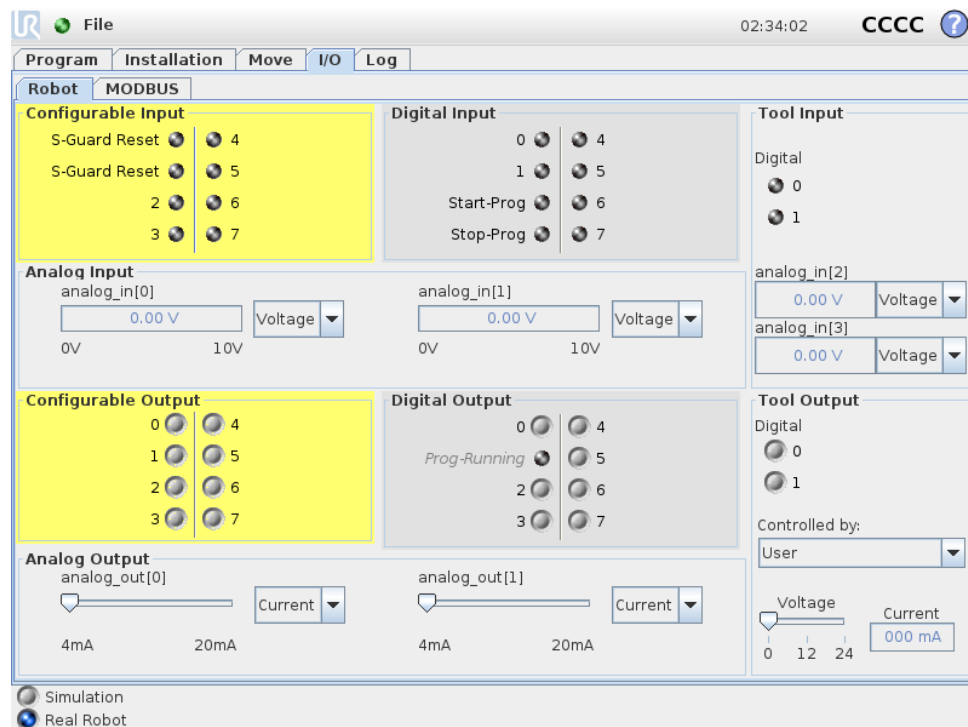 UR File 02:34:02 CCCC ?
Program Installation Move I/O Log
Robot MODBUS
Configurable Input
S-Guard Reset 4
S-Guard Reset 5
2 6
3 7
Digital Input
0 4
1 5
Start-Prog 6
Stop-Prog 7
Tool Input
Digital
0
1
Analog Input
analog_in[0]
0.00 V Voltage
0V 10V
analog_in[1]
0.00 V Voltage
0V 10V
analog_in[2]
0.00 V Voltage
analog_in[3]
0.00 V Voltage
Configurable Output
0 4
1 5
2 6
3 7
Digital Output
0 4
Prog-Running 5
2 6
3 7
Tool Output
Digital
0
1
Controlled by:
User
Voltage
0 12 24
Current
000 mA
Analog Output
analog_out[0]
Current
4mA 20mA
analog_out[1]
Current
4mA 20mA
Simulation
Real Robot